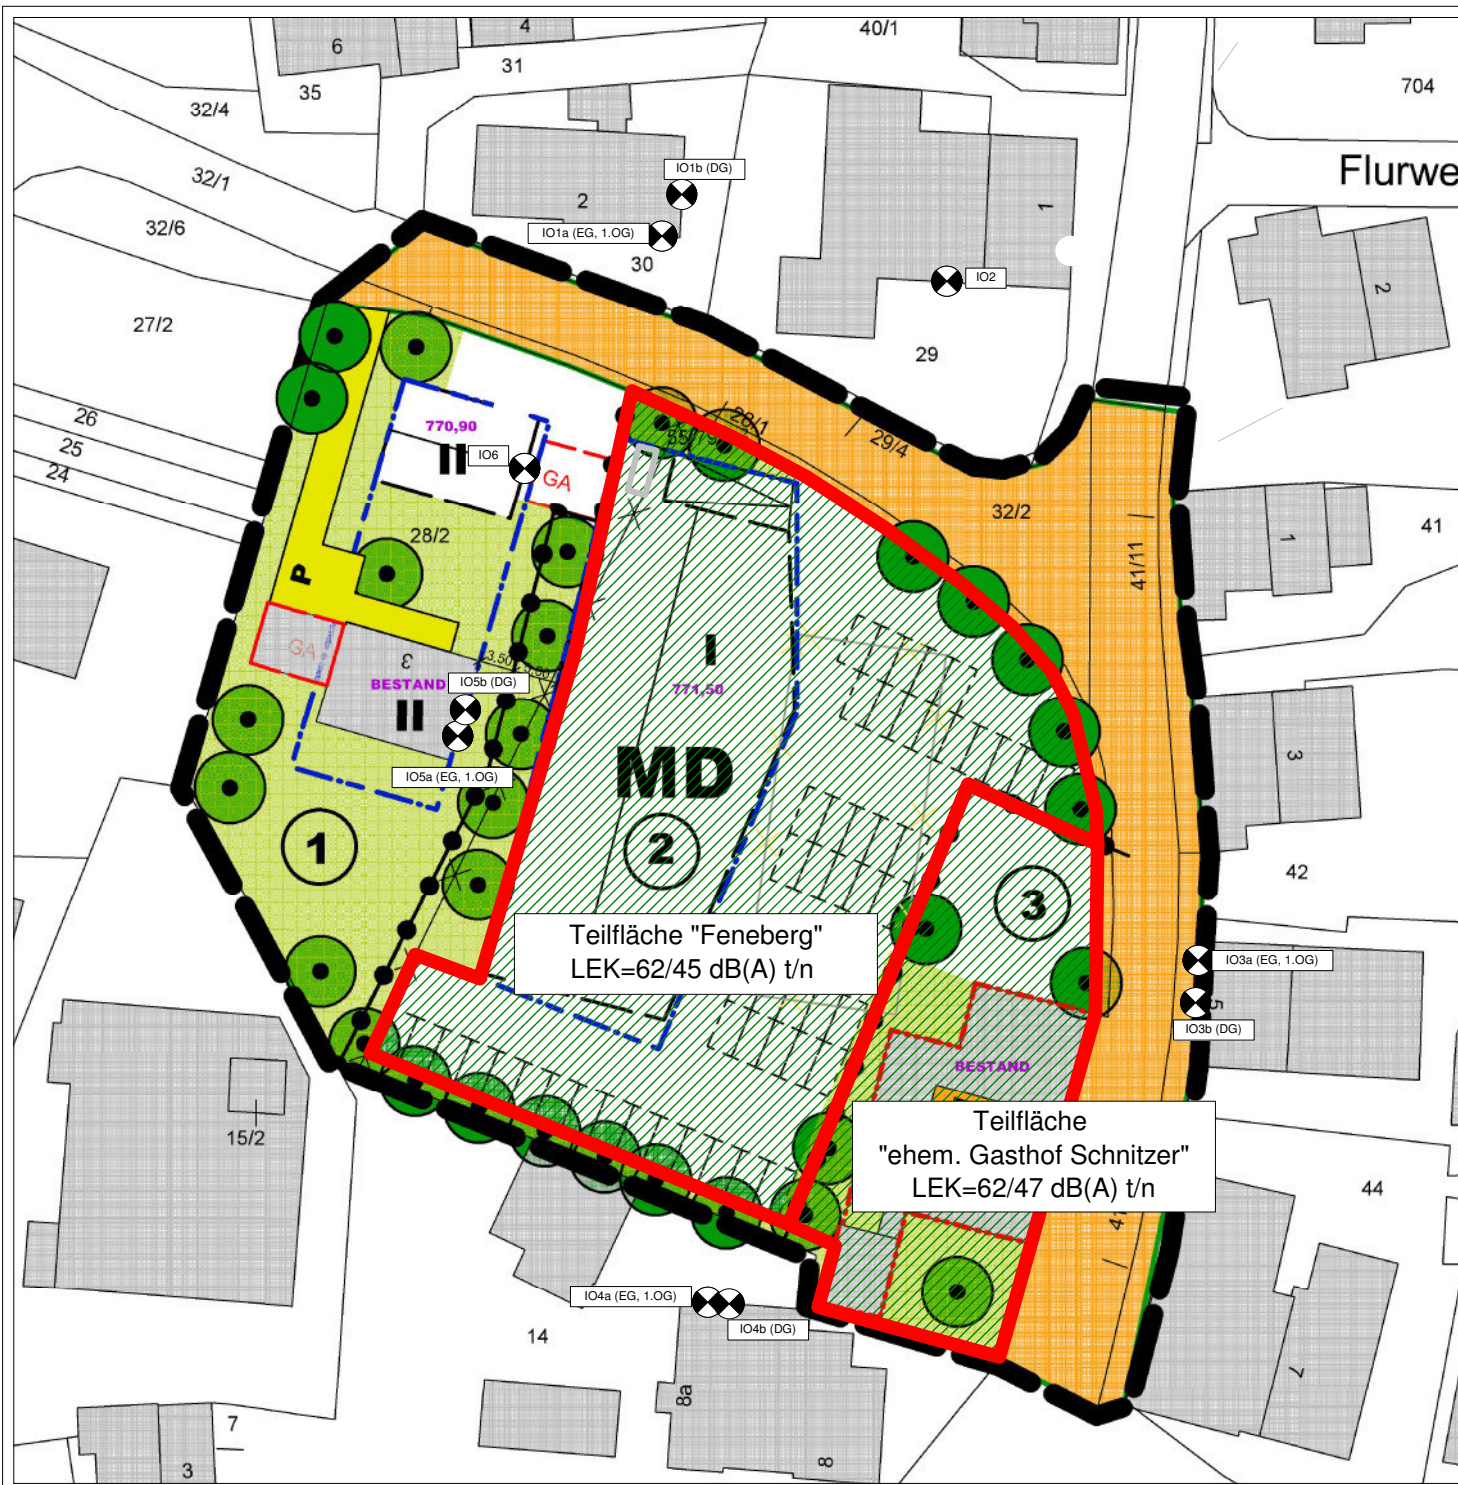 6
4
40/1
31
35
704
32/4
Flurwe
IO1b (DG)
32/1
2
1
32/6
IO1a (EG, 1.OG)
30
IO2
2
27/2
29
26
28/1
770,90
25
29/4
II
IO6
24
GA
32/2
41
28/2
1
41/11
P
GA
3
3.50
I
BESTAND
IO5b (DG)
771,50
II
3
MD
IO5a (EG, 1.OG)
1
2
42
3
Teilfläche "Feneberg"
LEK=62/45 dB(A) t/n
IO3a (EG, 1.OG)
5
IO3b (DG)
BESTAND
Teilfläche
"ehem. Gasthof Schnitzer"
LEK=62/47 dB(A) t/n
15/2
44
IO4a (EG, 1.OG)
IO4b (DG)
14
7
8a
7
8
3